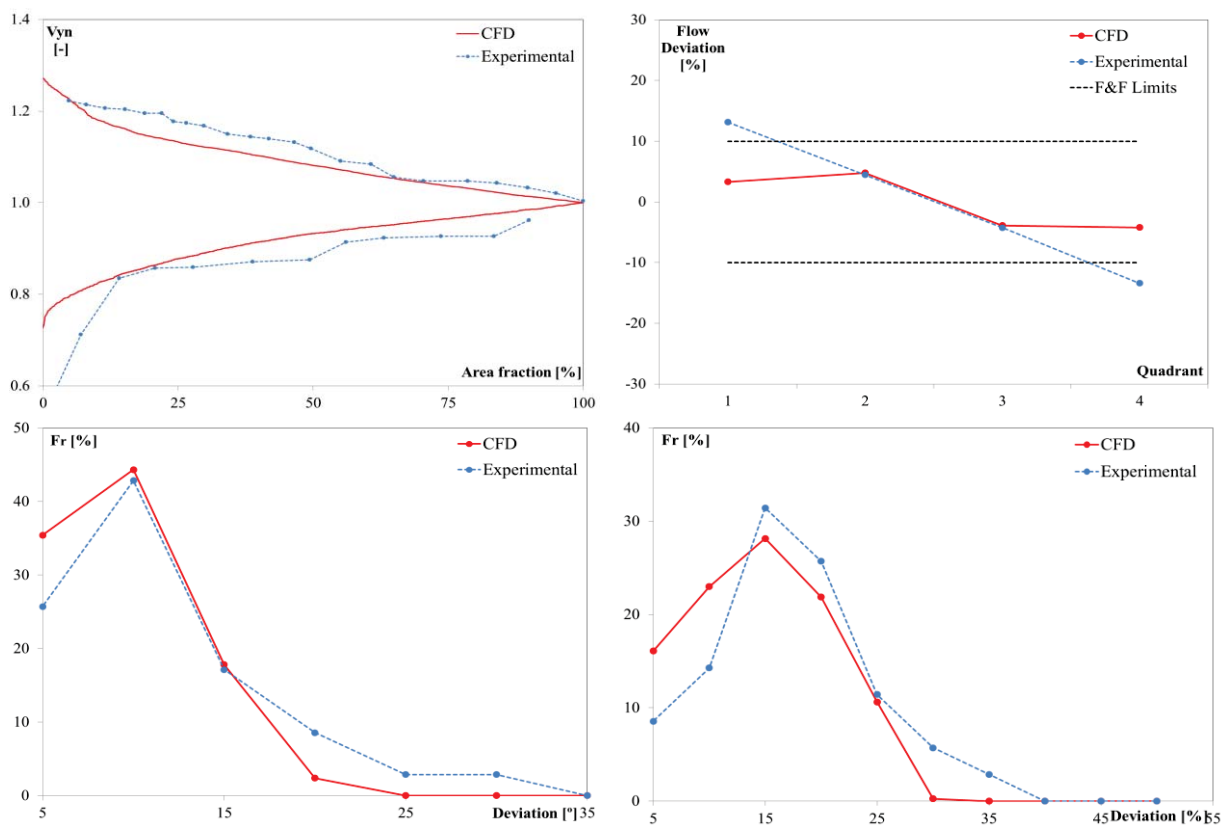 Vyn
[-]
CFD
Experimental
1.4
1.2
1.0
0.8
0.6
0
25
50
75
100
Area fraction [%]
Flow
Deviation
[%]
CFD
Experimental
F&F Limits
30
20
10
0
-10
-20
-30
Quadrant
1
2
3
4
Fr [%]
CFD
Experimental
50
40
30
20
10
0
5
15
25
35
Deviation [º]
Fr [%]
CFD
Experimental
40
30
20
10
0
5
15
25
35
45
55
Deviation [%]